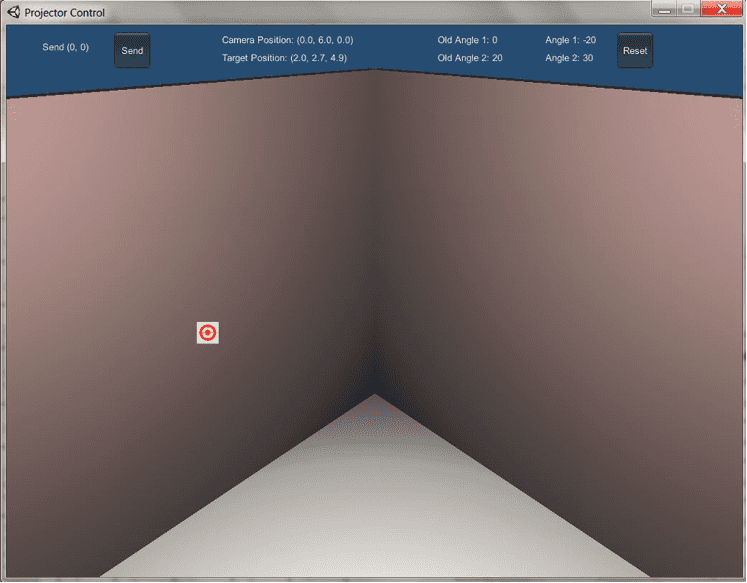 Projector Control
Send (0, 0)
Send
Camera Position: (0.0, 6.0, 0.0)
Target Position: (2.0, 2.7, 4.9)
Old Angle 1: 0
Old Angle 2: 20
Angle 1: -20
Angle 2: 30
Reset